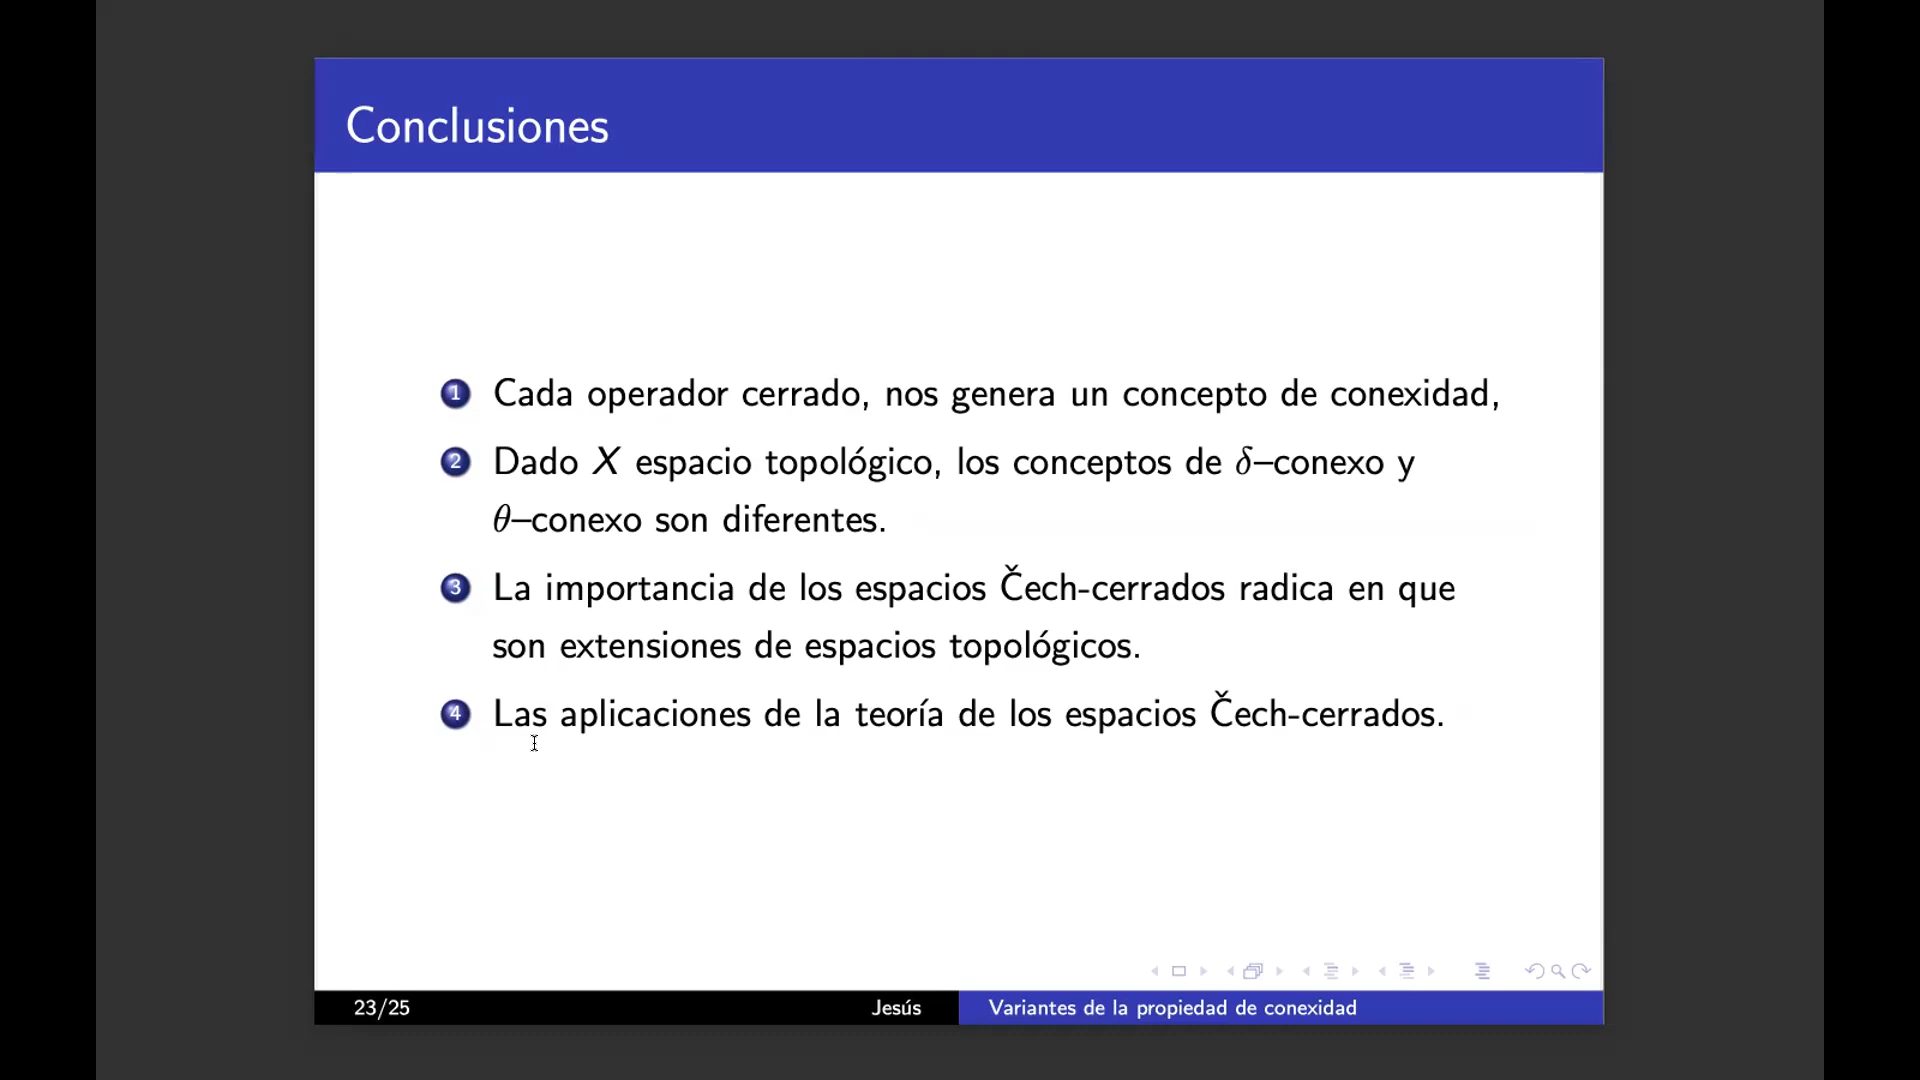 Conclusiones
1 Cada operador cerrado, nos genera un concepto de conexidad,
2 Dado X espacio topológico, los conceptos de δ–conexo y
θ–conexo son diferentes.
3 La importancia de los espacios Čech-cerrados radica en que
son extensiones de espacios topológicos.
4 Las aplicaciones de la teoría de los espacios Čech-cerrados.
23/25 Jesús Variantes de la propiedad de conexidad